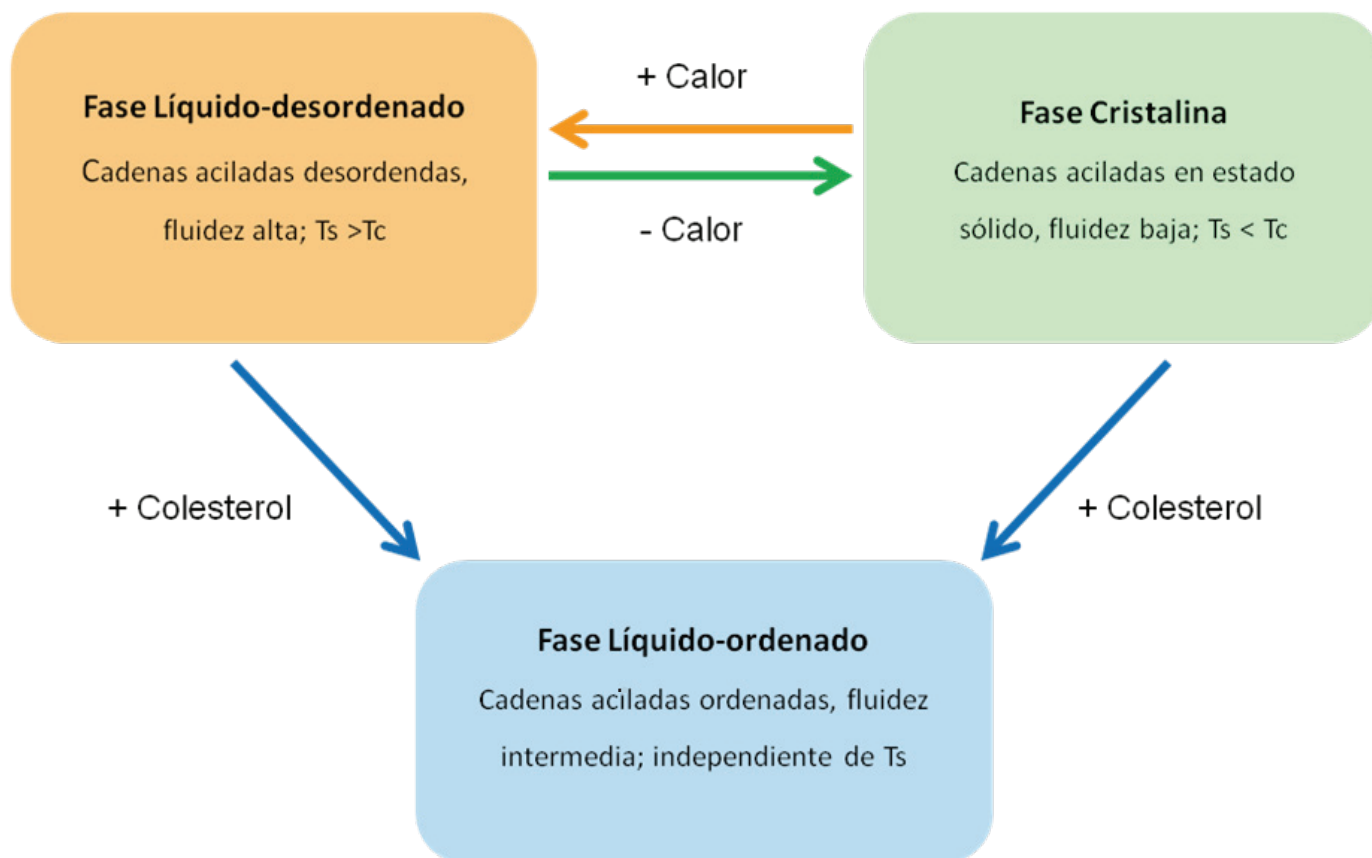 Fase Líquido-desordenado
Cadenas aciladas desordendas,
fluidez alta; Ts >Tc
+ Calor
- Calor
Fase Cristalina
Cadenas aciladas en estado
sólido, fluidez baja; Ts < Tc
+ Colesterol
+ Colesterol
Fase Líquido-ordenado
Cadenas aciladas ordenadas, fluidez
intermedia; independiente de Ts